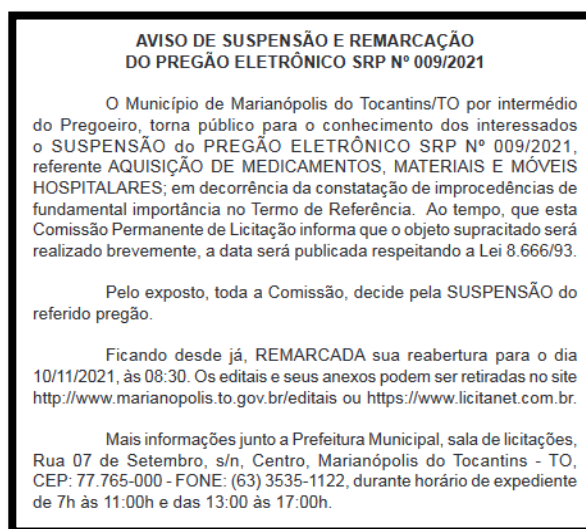 AVISO DE SUSPENSÃO E REMARCAÇÃO
DO PREGÃO ELETRÔNICO SRP Nº 009/2021
O Município de Marianópolis do Tocantins/TO por intermédio
do Pregoeiro, torna público para o conhecimento dos interessados
o SUSPENSÃO do PREGÃO ELETRÔNICO SRP Nº 009/2021,
referente AQUISIÇÃO DE MEDICAMENTOS, MATERIAIS E MÓVEIS
HOSPITALARES; em decorrência da constatação de improcedências de
fundamental importância no Termo de Referência. Ao tempo, que esta
Comissão Permanente de Licitação informa que o objeto supracitado será
realizado brevemente, a data será publicada respeitando a Lei 8.666/93.
Pelo exposto, toda a Comissão, decide pela SUSPENSÃO do
referido pregão.
Ficando desde já, REMARCADA sua reabertura para o dia
10/11/2021, às 08:30. Os editais e seus anexos podem ser retiradas no site
http://www.marianopolis.to.gov.br/editais ou https://www.licitanet.com.br.
Mais informações junto a Prefeitura Municipal, sala de licitações,
Rua 07 de Setembro, s/n, Centro, Marianópolis do Tocantins - TO,
CEP: 77.765-000 - FONE: (63) 3535-1122, durante horário de expediente
de 7h às 11:00h e das 13:00 às 17:00h.